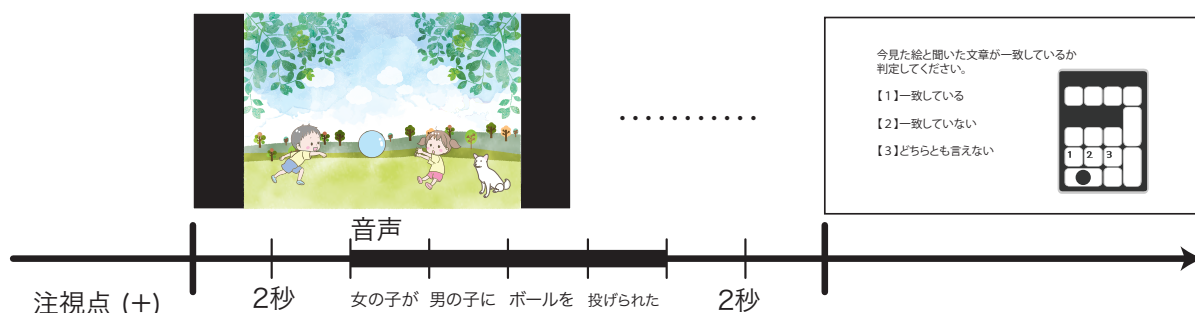 今見た絵と聞いた文章が一致しているか
判定してください。
【1】一致している
【2】一致していない
【3】どちらとも言えない
1 2 3
音声
注視点 (+)
2秒
女の子が 男の子に ボールを 投げられた
2秒